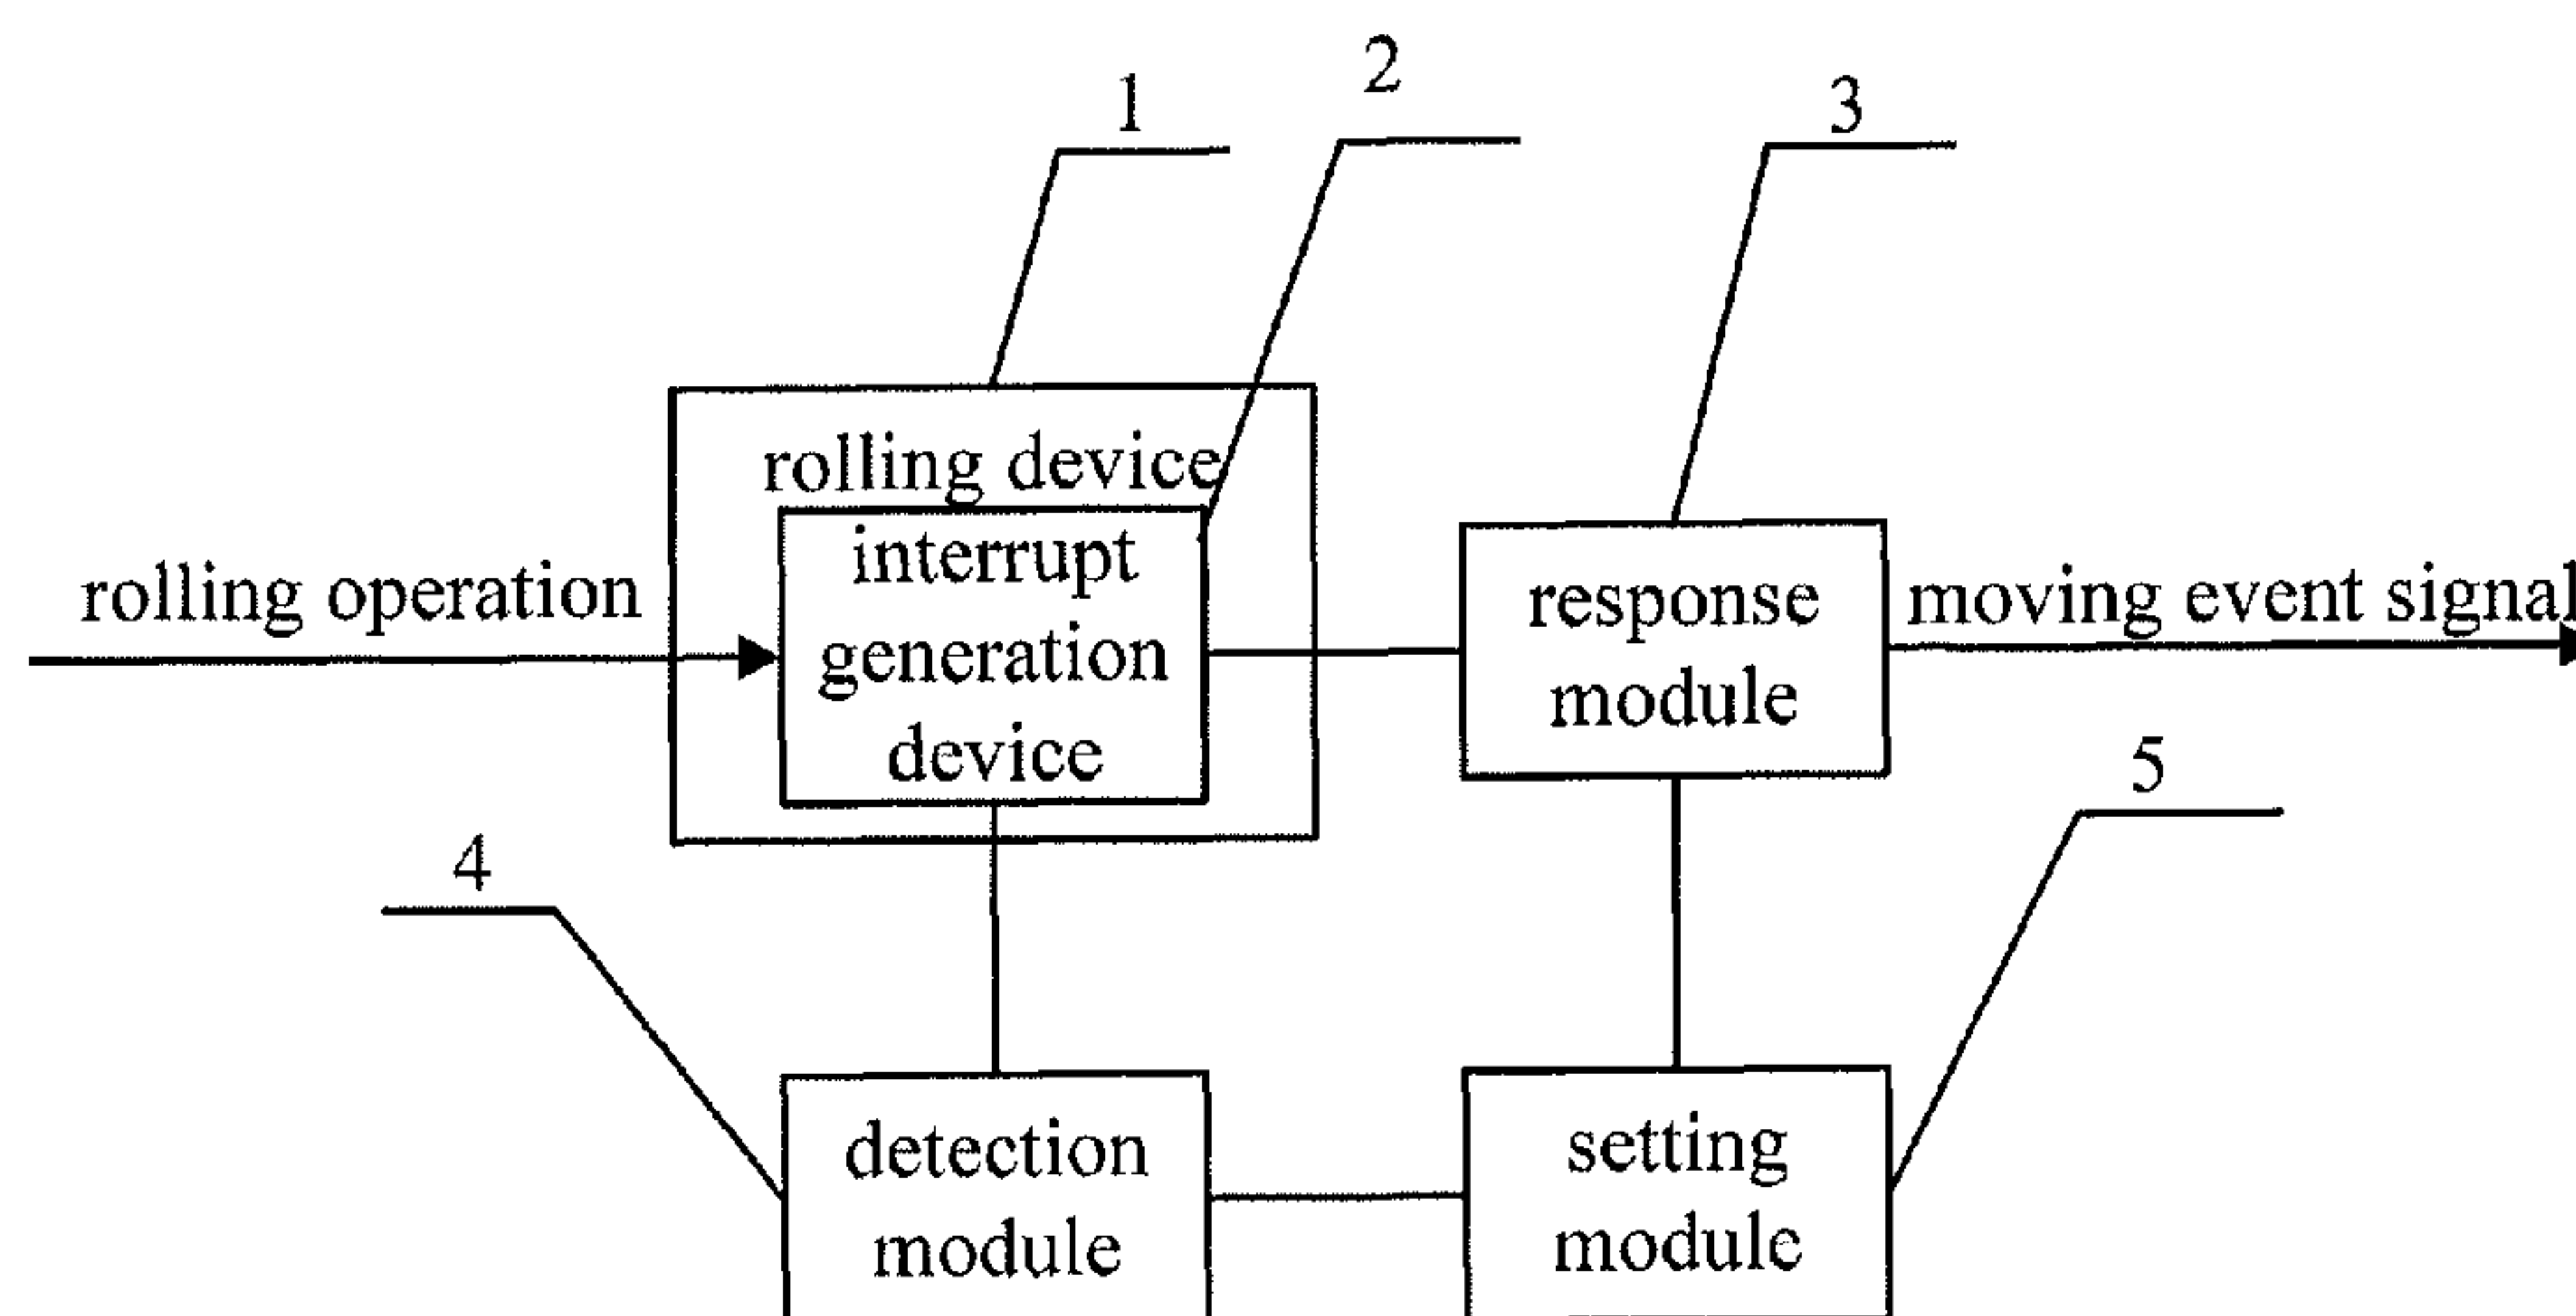 1
2
3
rolling device
interrupt
generation
device
rolling operation
response
module
moving event signal
4
5
detection
module
setting
module